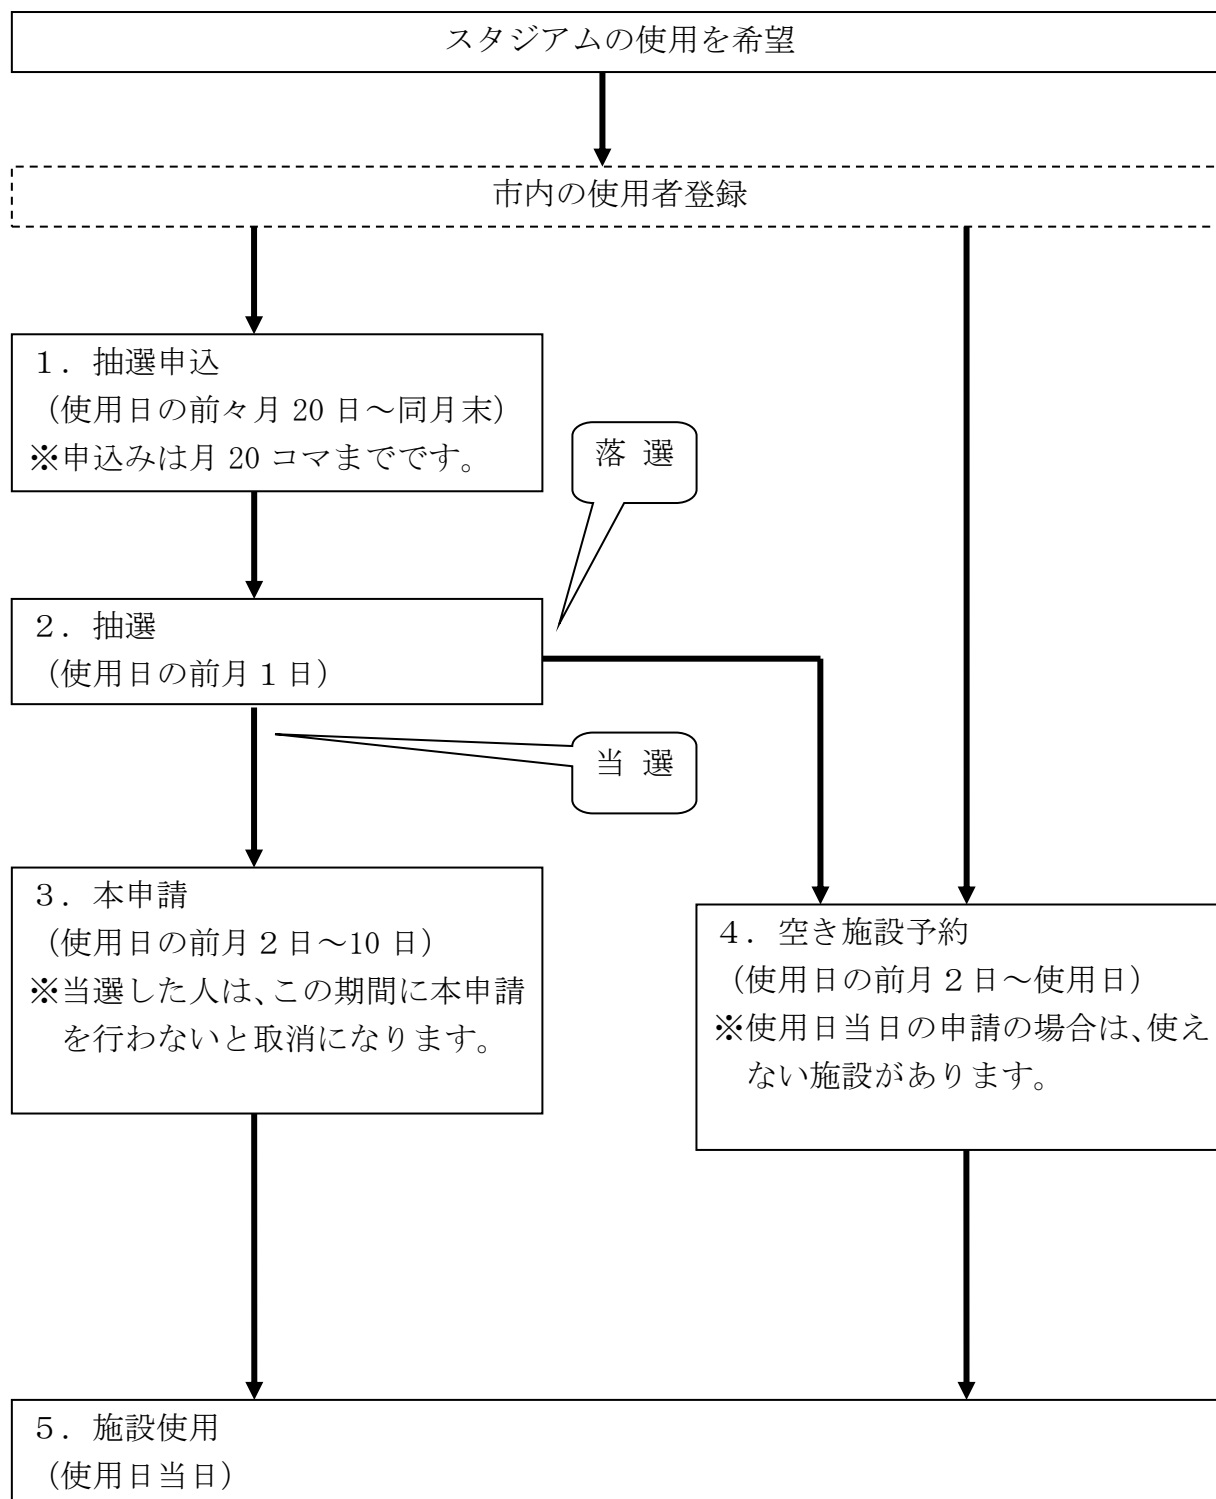 スタジアムの使用を希望
市内の使用者登録
１．抽選申込
（使用日の前々月 20 日～同月末）
※申込みは月 20 コマまでです。
落 選
２．抽選
（使用日の前月１日）
当 選
３．本申請
（使用日の前月２日～10 日）
※当選した人は、この期間に本申請
を行わないと取消になります。
４．空き施設予約
（使用日の前月２日～使用日）
※使用日当日の申請の場合は、使え
ない施設があります。
５．施設使用
（使用日当日）